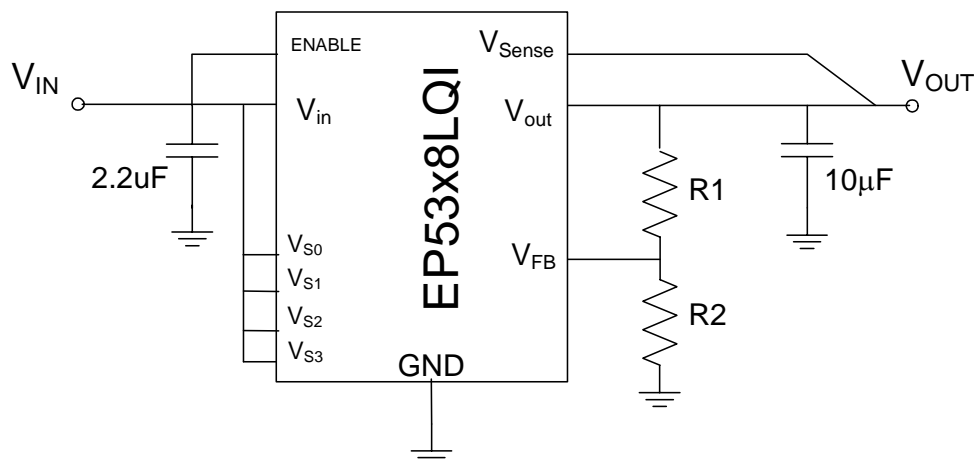 ENABLE
V_Sense
V_IN
V_OUT
V_in
V_out
EP53x8LQI
2.2uF
R1
10μF
V_S0
V_FB
V_S1
V_S2
R2
V_S3
GND